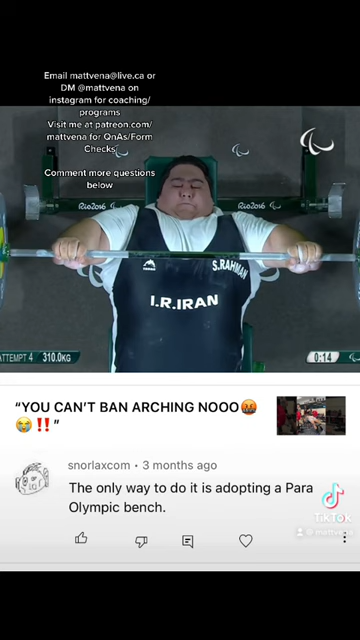 Email mattvena@live.ca or
DM @mattvena on
instagram for coaching/
programs
Visit me at patreon.com/
mattvena for QnAs/Form
Checks
Comment more questions
below
Rio2016
Rio2016
S.RAHMAN
I.R.IRAN
ATTEMPT 4 310.0KG
0:14
“YOU CAN’T BAN ARCHING NOOO🤬
😭‼️”
snorlaxcom • 3 months ago
The only way to do it is adopting a Para
Olympic bench.
TikTok